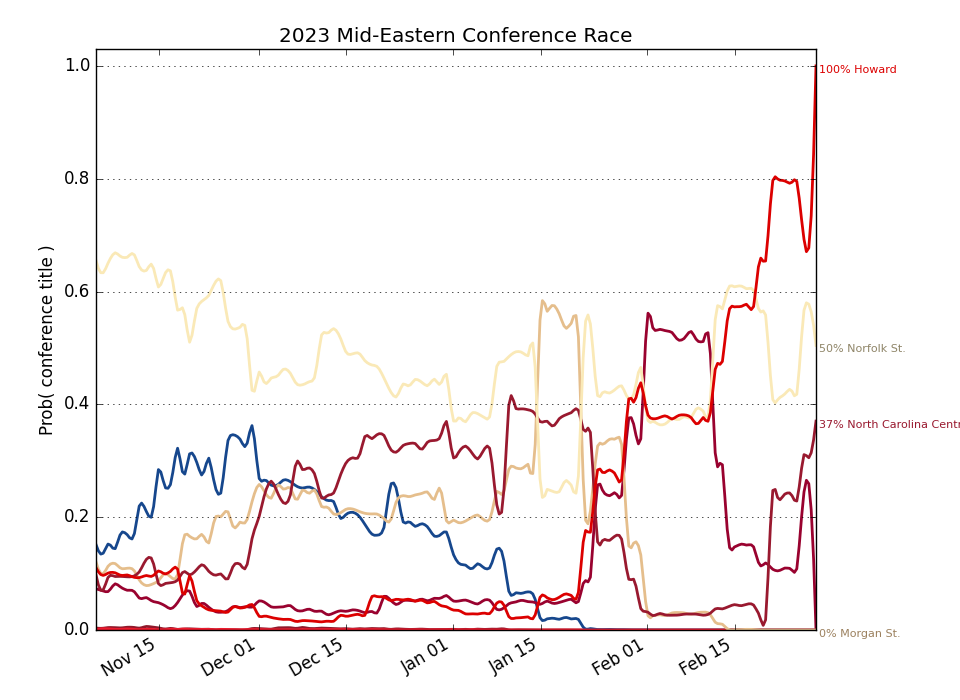 2023 Mid-Eastern Conference Race
Prob( conference title )
1.0
0.8
0.6
0.4
0.2
0.0
Nov 15
Dec 01
Dec 15
Jan 01
Jan 15
Feb 01
Feb 15
100% Howard
50% Norfolk St.
37% North Carolina Centr
0% Morgan St.